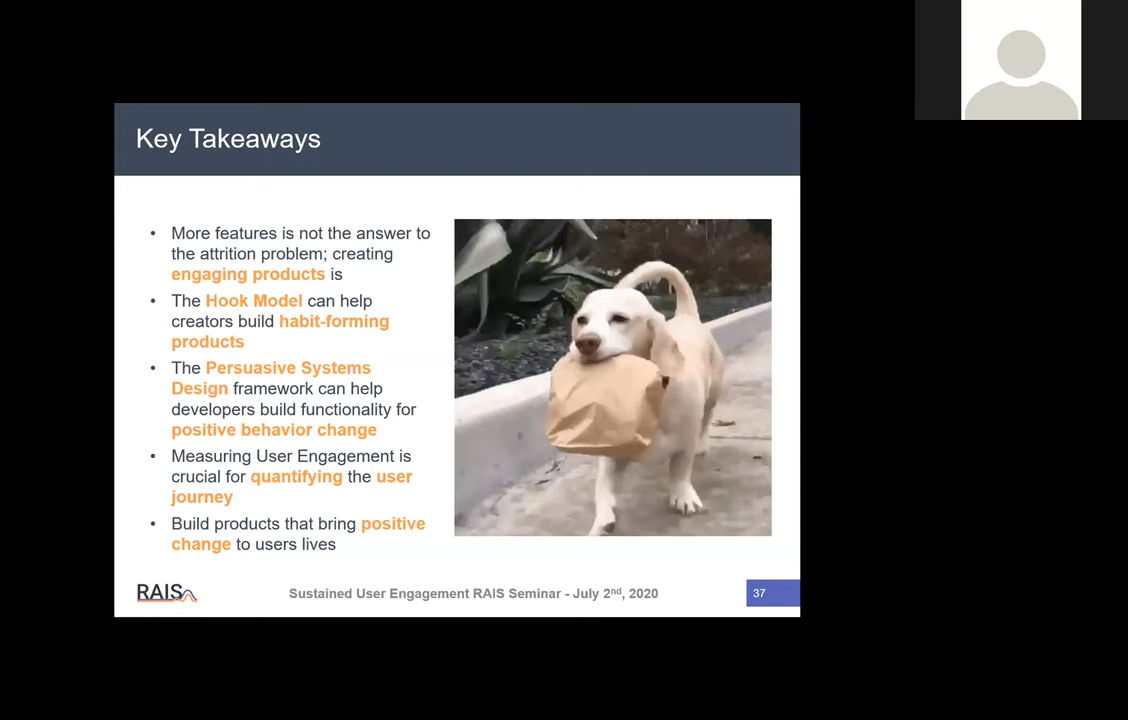 Key Takeaways
• More features is not the answer to
the attrition problem; creating
engaging products is
• The Hook Model can help
creators build habit-forming
products
• The Persuasive Systems
Design framework can help
developers build functionality for
positive behavior change
• Measuring User Engagement is
crucial for quantifying the user
journey
• Build products that bring positive
change to users lives
RAIS
Sustained User Engagement RAIS Seminar - July 2nd, 2020
37